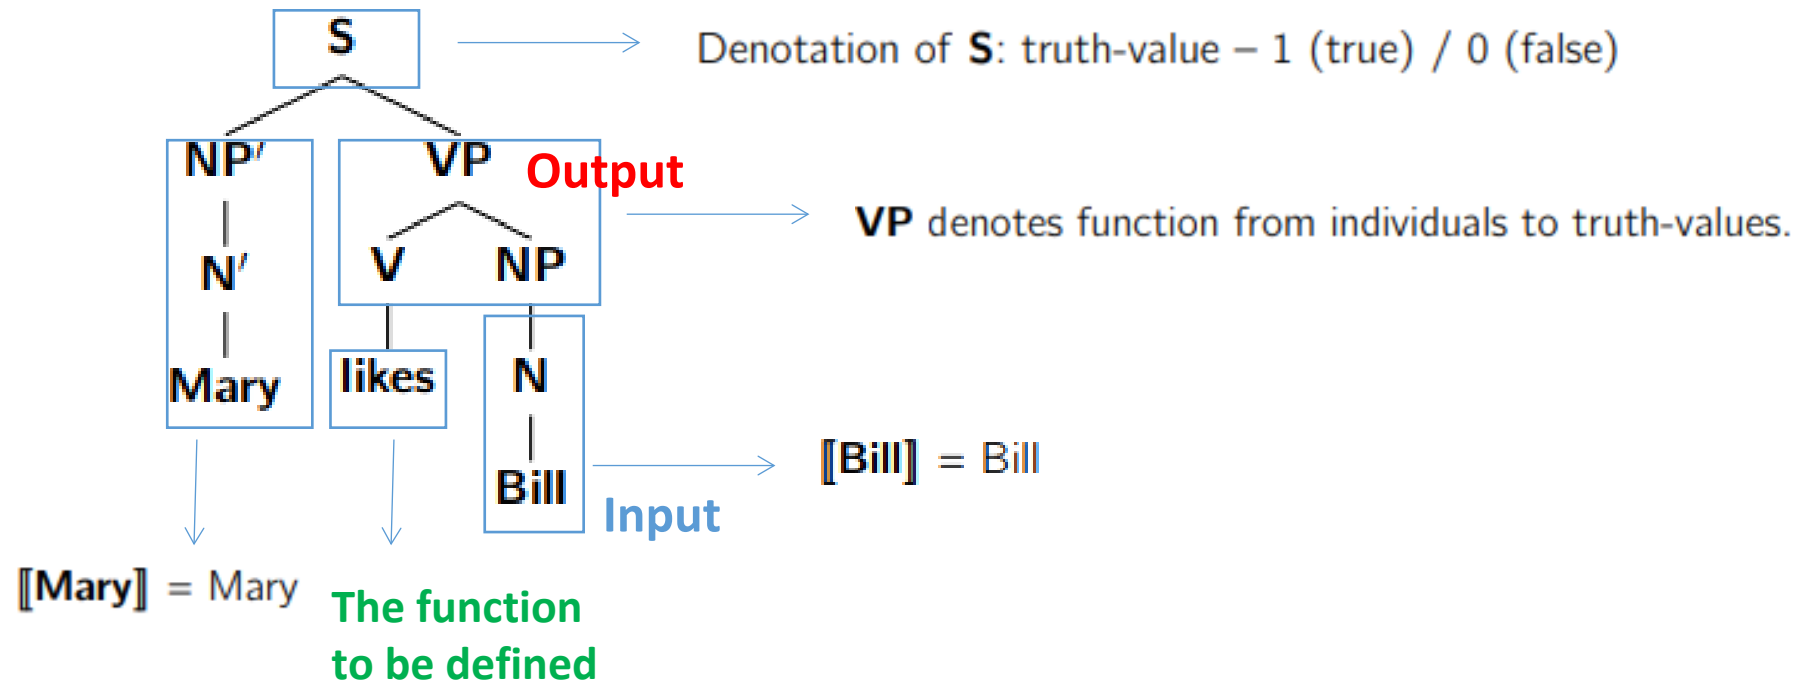 S
Denotation of S: truth-value – 1 (true) / 0 (false)
NP′ VP Output
VP denotes function from individuals to truth-values.
N′ V NP
Mary likes N
⟦Bill⟧ = Bill
Bill Input
⟦Mary⟧ = Mary
The function
to be defined